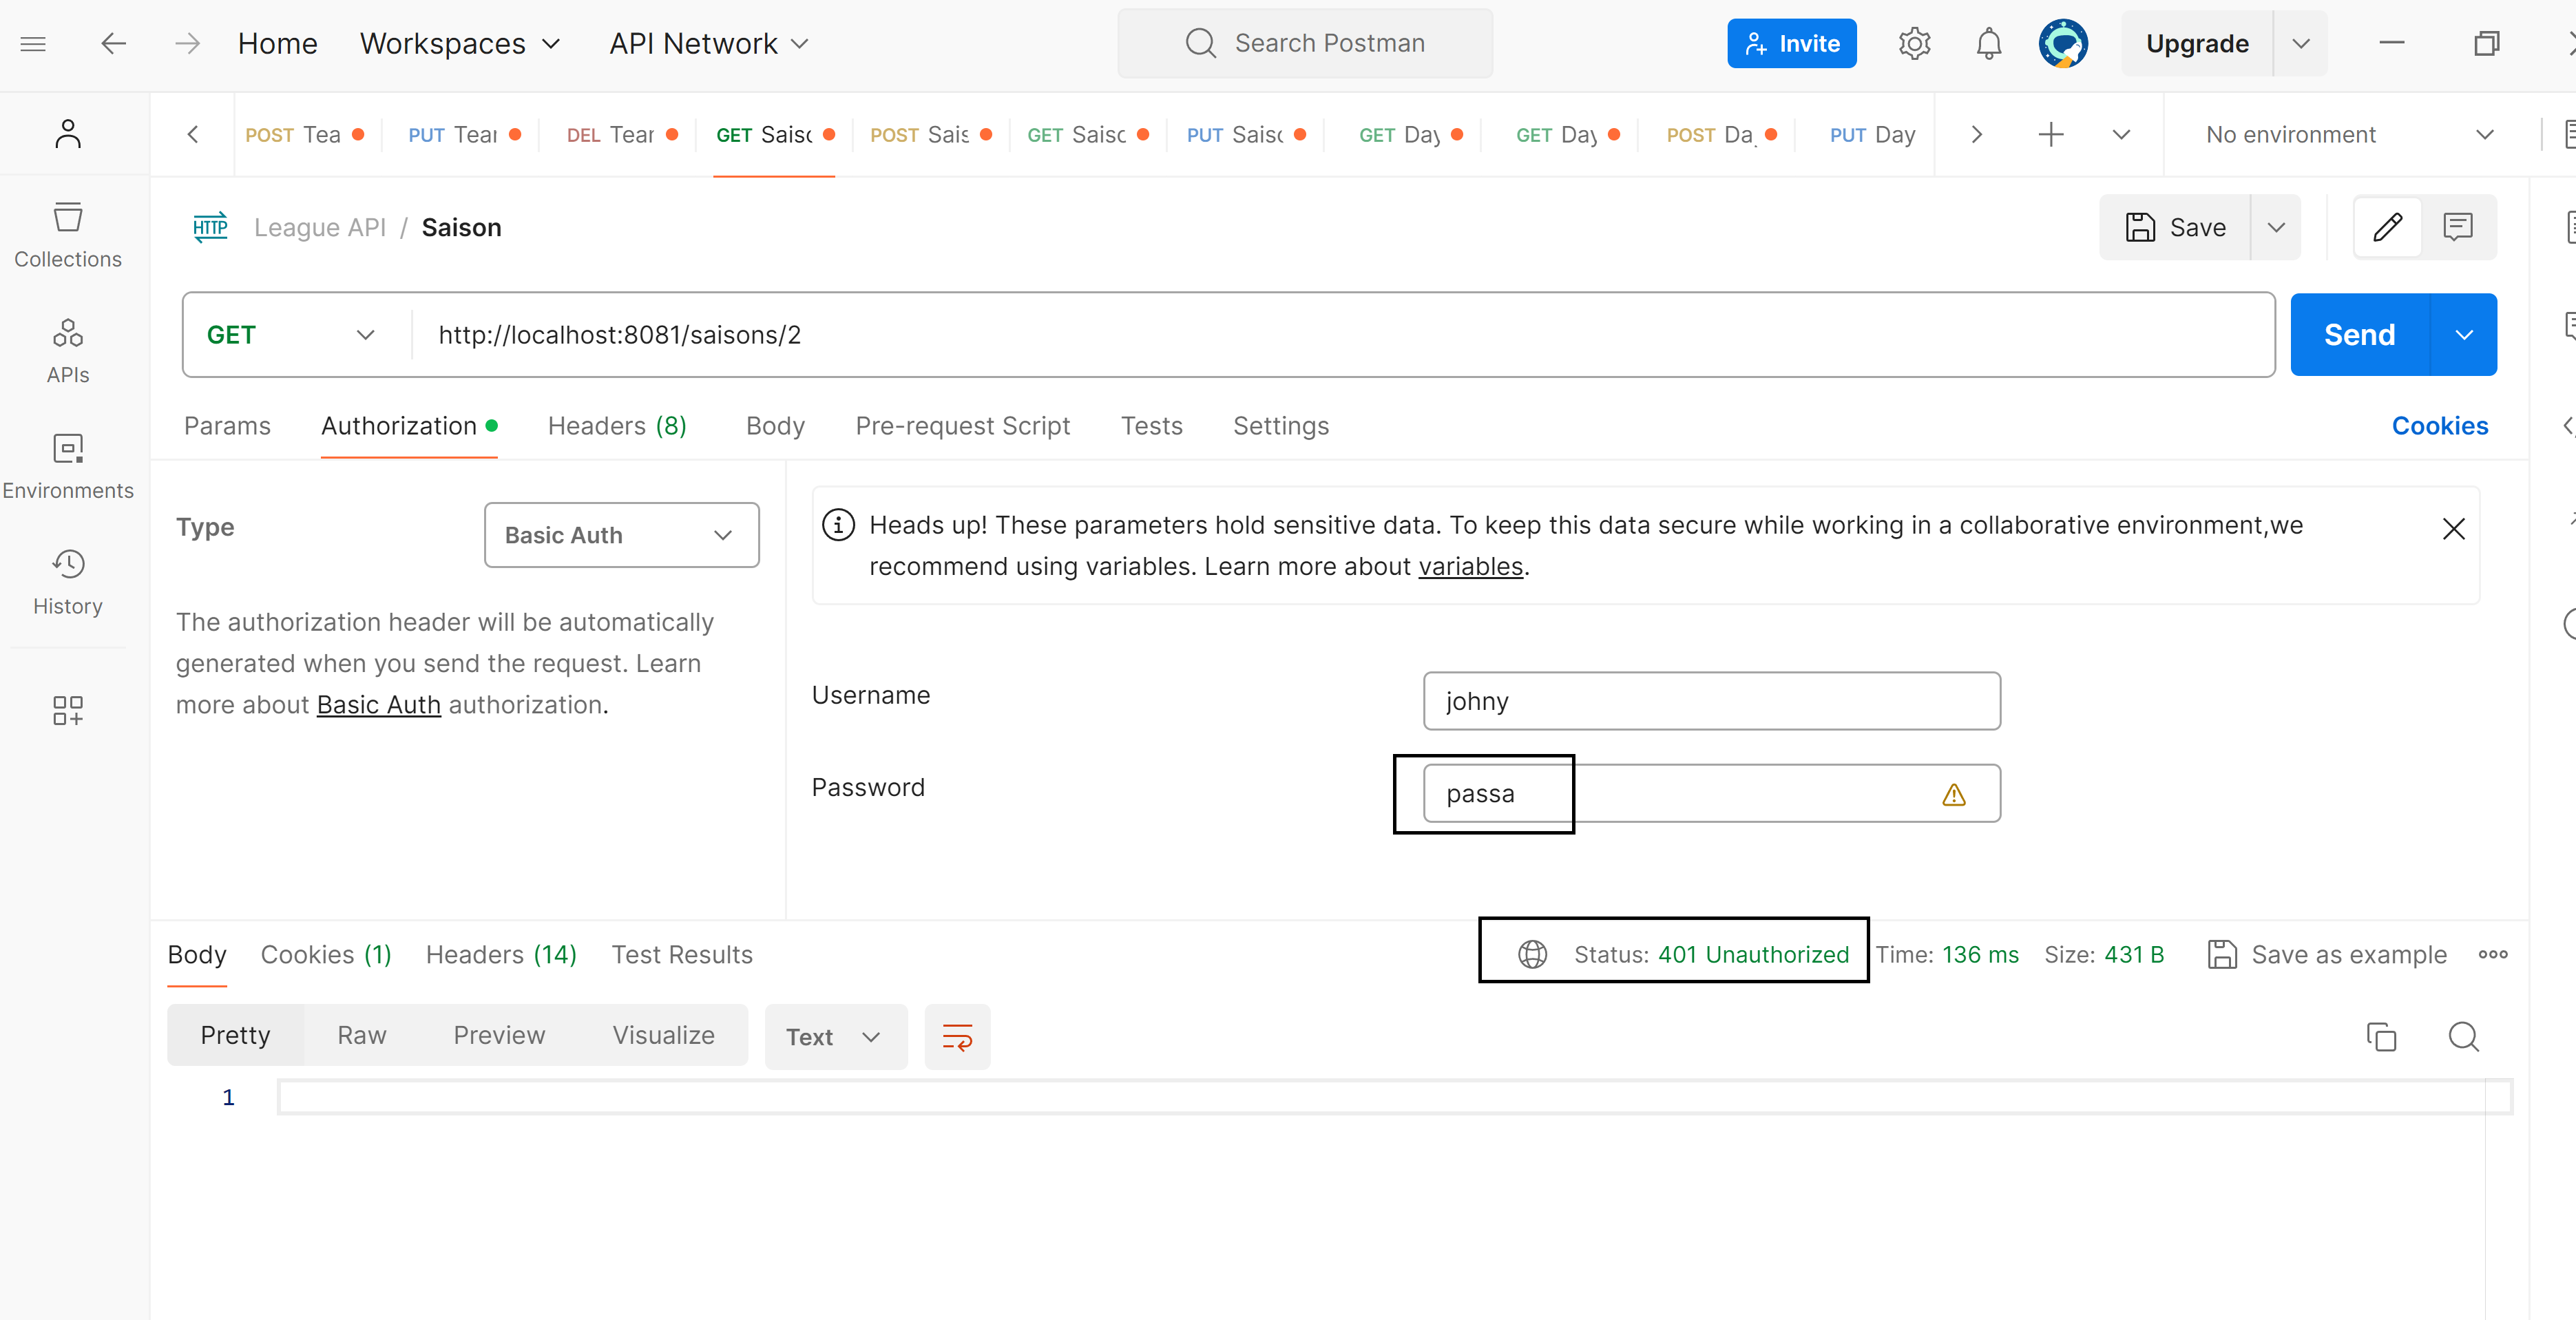 Home Workspaces API Network Search Postman Invite Upgrade
POST Tea PUT Tear DEL Tear GET Saisc POST Sais GET Saisc PUT Saisc GET Day GET Day POST Da PUT Day No environment
HTTP League API / Saison Save
Collections
GET http://localhost:8081/saisons/2 Send
APIs
Params Authorization Headers (8) Body Pre-request Script Tests Settings Cookies
Environments
Type Basic Auth
Heads up! These parameters hold sensitive data. To keep this data secure while working in a collaborative environment,we
recommend using variables. Learn more about variables.
History
The authorization header will be automatically
generated when you send the request. Learn
more about Basic Auth authorization.
Username johny
Password passa
Body Cookies (1) Headers (14) Test Results Status: 401 Unauthorized Time: 136 ms Size: 431 B Save as example
Pretty Raw Preview Visualize Text
1